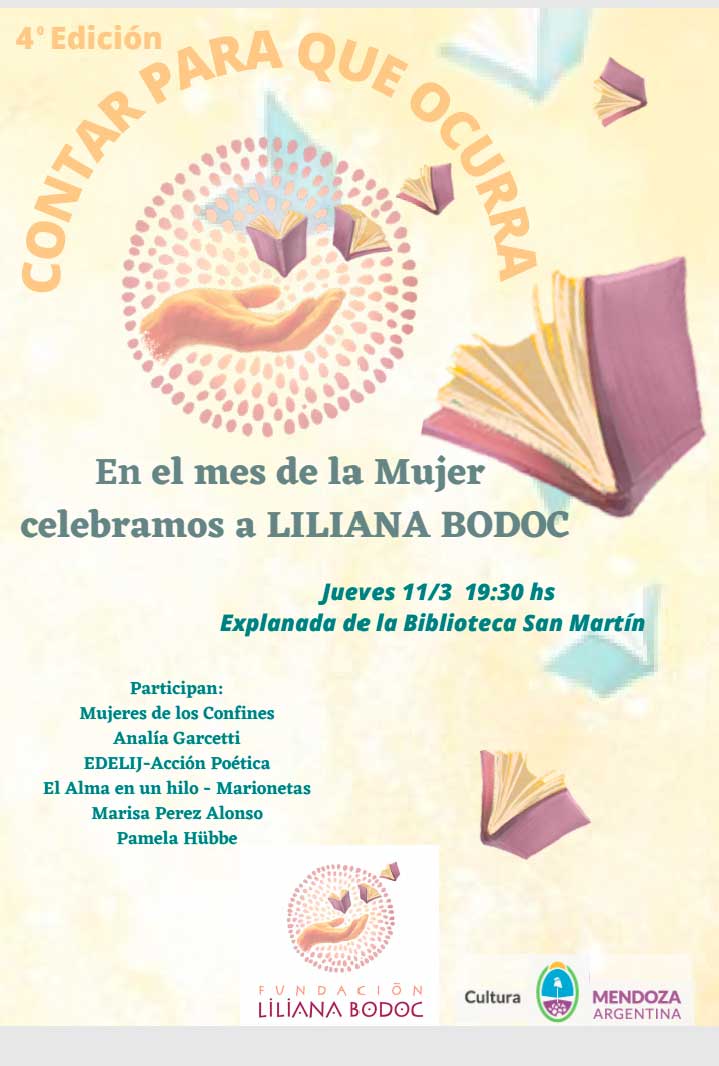 4º Edición
CONTAR PARA QUE OCURRA
En el mes de la Mujer
celebramos a LILIANA BODOC
Jueves 11/3 19:30 hs
Explanada de la Biblioteca San Martín
Participan:
Mujeres de los Confines
Analía Garcetti
EDELIJ-Acción Poética
El Alma en un hilo - Marionetas
Marisa Perez Alonso
Pamela Hübbe
FUNDACIÕN
LILIANA BODOC
Cultura
MENDOZA
ARGENTINA